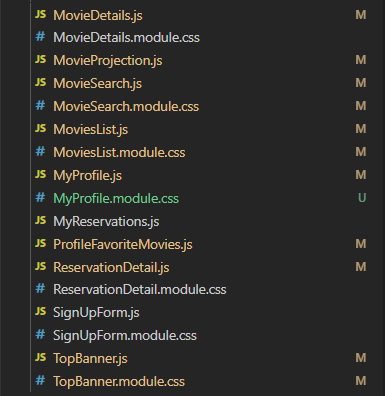 JS MovieDetails.js M
# MovieDetails.module.css
JS MovieProjection.js M
JS MovieSearch.js M
# MovieSearch.module.css M
JS MoviesList.js M
# MoviesList.module.css M
JS MyProfile.js M
# MyProfile.module.css U
JS MyReservations.js
JS ProfileFavoriteMovies.js M
JS ReservationDetail.js M
# ReservationDetail.module.css
JS SignUpForm.js
# SignUpForm.module.css
JS TopBanner.js M
# TopBanner.module.css M